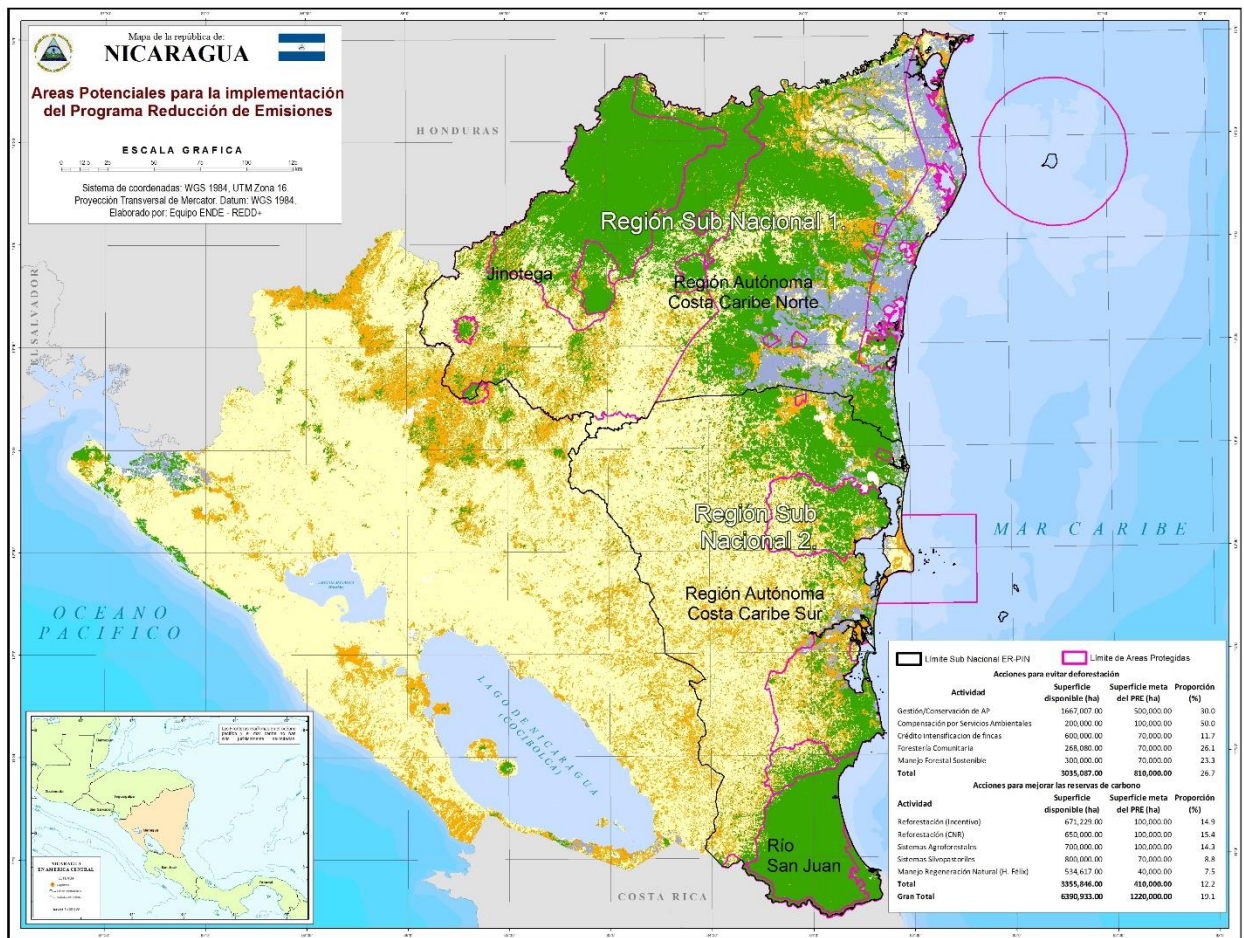 Mapa de la república de:
NICARAGUA
Areas Potenciales para la implementación
del Programa Reducción de Emisiones
ESCALA GRAFICA
0 12.5 25 50 75 100 125
Km
Sistema de coordenadas: WGS 1984, UTM Zona 16.
Proyección Transversal de Mercator. Datum: WGS 1984.
Elaborado por: Equipo ENDE - REDD+
HONDURAS
EL SALVADOR
Región Sub Nacional 1.
Jinotega
Región Autónoma
Costa Caribe Norte
Región Sub
Nacional 2.
MAR CARIBE
Región Autónoma
Costa Caribe Sur
OCEANO
PACIFICO
LAGO DE NICARAGUA
(COCIBOLCA)
Río
San Juan
COSTA RICA
Límite Sub Nacional ER-PIN Límite de Areas Protegidas
Acciones para evitar deforestación
Actividad Superficie disponible (ha) Superficie meta del PRE (ha) Proporción (%)
Gestión/Conservación de AP 1667,007.00 500,000.00 30.0
Compensación por Servicios Ambientales 200,000.00 100,000.00 50.0
Crédito Intensificacion de fincas 600,000.00 70,000.00 11.7
Forestería Comunitaria 268,080.00 70,000.00 26.1
Manejo Forestal Sostenible 300,000.00 70,000.00 23.3
Total 3035,087.00 810,000.00 26.7
Acciones para mejorar las reservas de carbono
Actividad Superficie disponible (ha) Superficie meta del PRE (ha) Proporción (%)
Reforestación (Incentivo) 671,229.00 100,000.00 14.9
Reforestación (CNR) 650,000.00 100,000.00 15.4
Sistemas Agroforestales 700,000.00 100,000.00 14.3
Sistemas Silvopastoriles 800,000.00 70,000.00 8.8
Manejo Regeneración Natural (H. Félix) 534,617.00 40,000.00 7.5
Total 3355,846.00 410,000.00 12.2
Gran Total 6390,933.00 1220,000.00 19.1
NICARAGUA
EN AMERICA CENTRAL